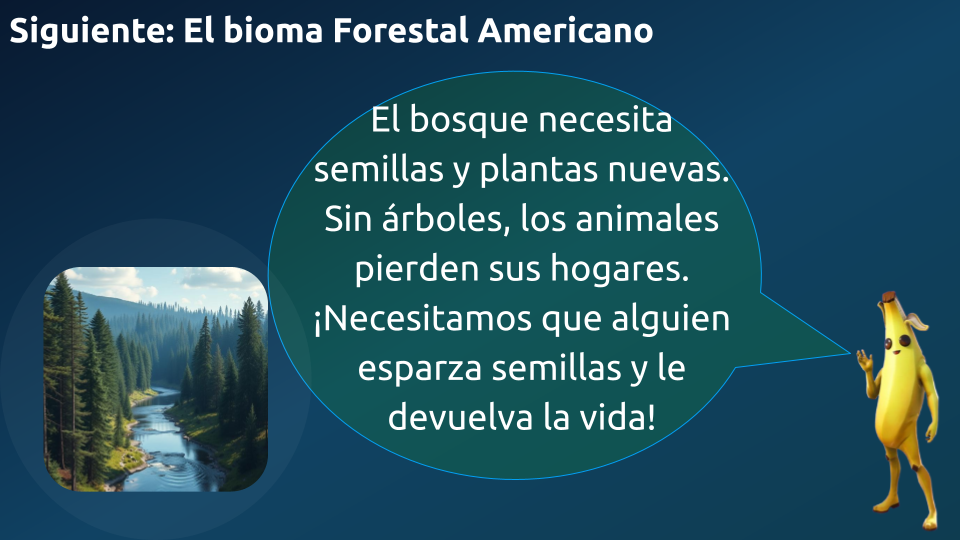 Siguiente: El bioma Forestal Americano
El bosque necesita
semillas y plantas nuevas.
Sin árboles, los animales
pierden sus hogares.
¡Necesitamos que alguien
esparza semillas y le
devuelva la vida!